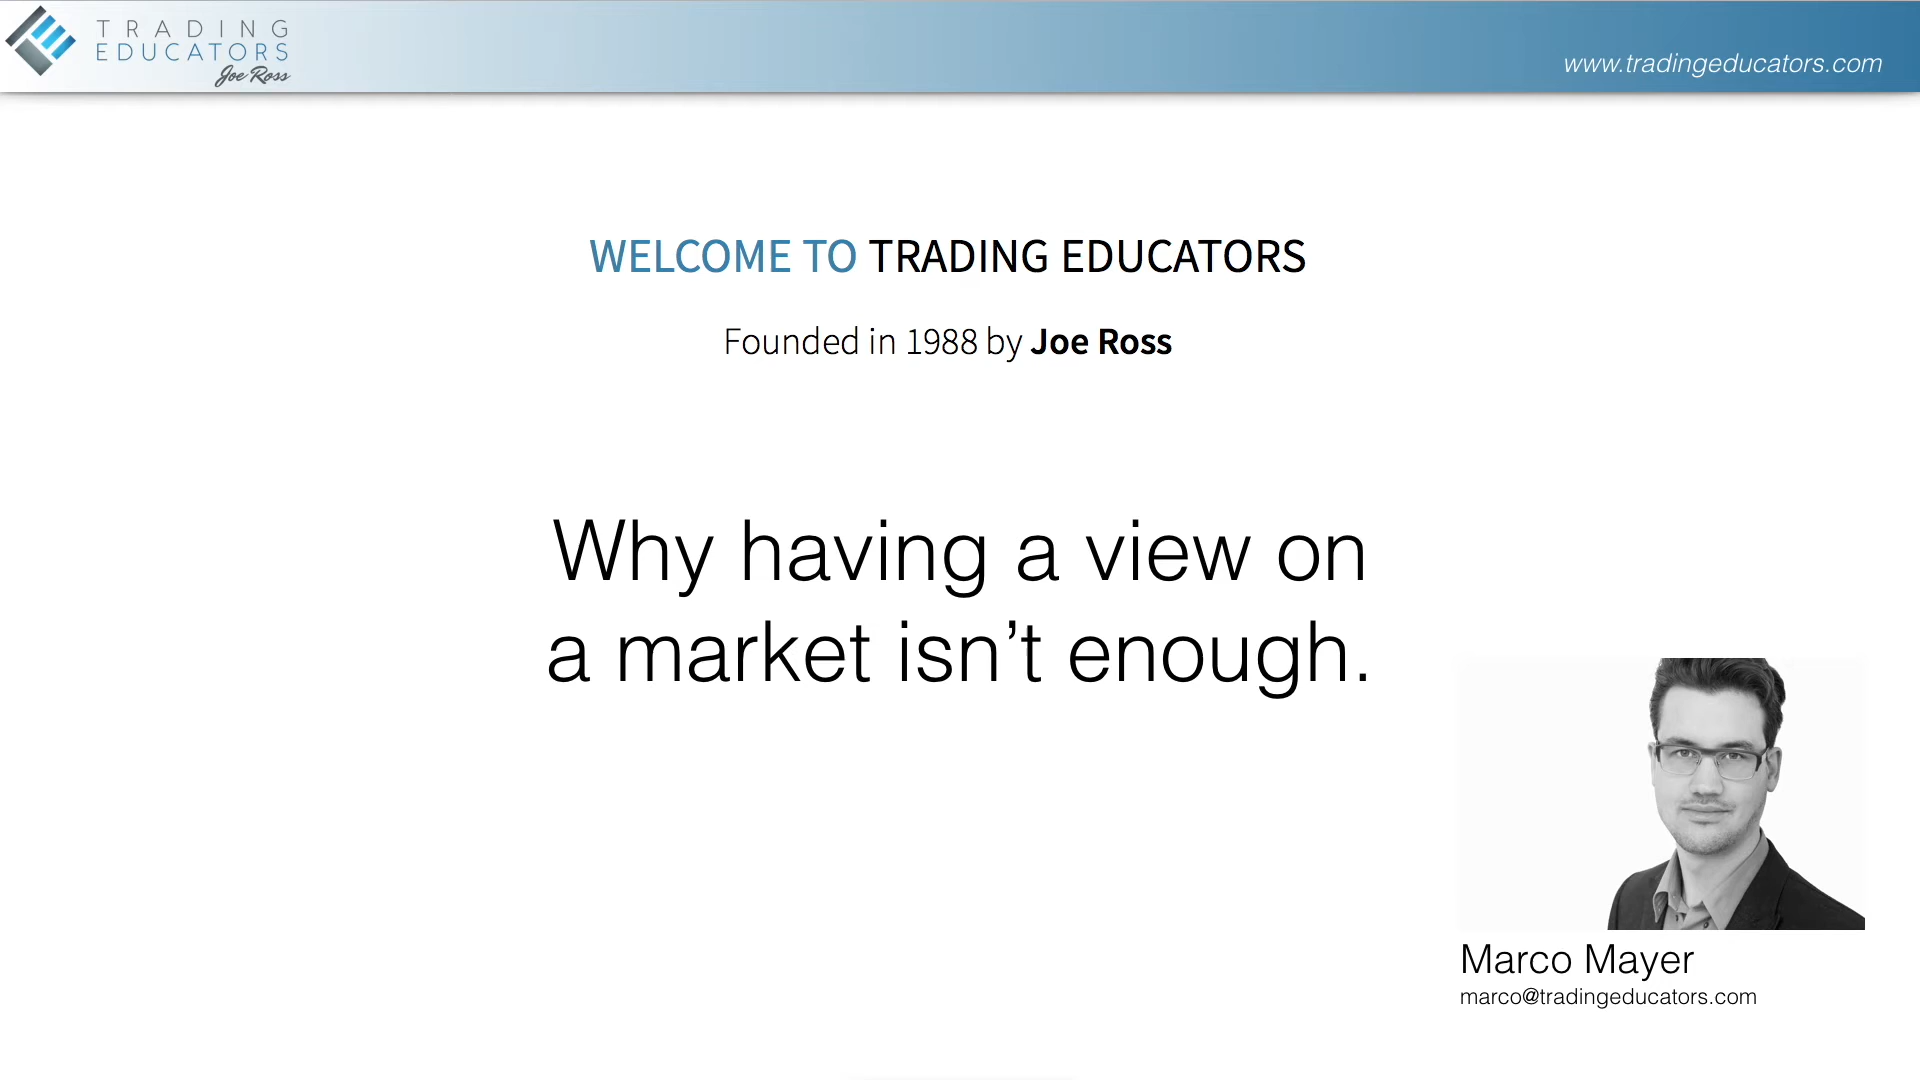 TRADING
EDUCATORS
Joe Ross
www.tradingeducators.com
WELCOME TO TRADING EDUCATORS
Founded in 1988 by Joe Ross
Why having a view on
a market isn’t enough.
Marco Mayer
marco@tradingeducators.com